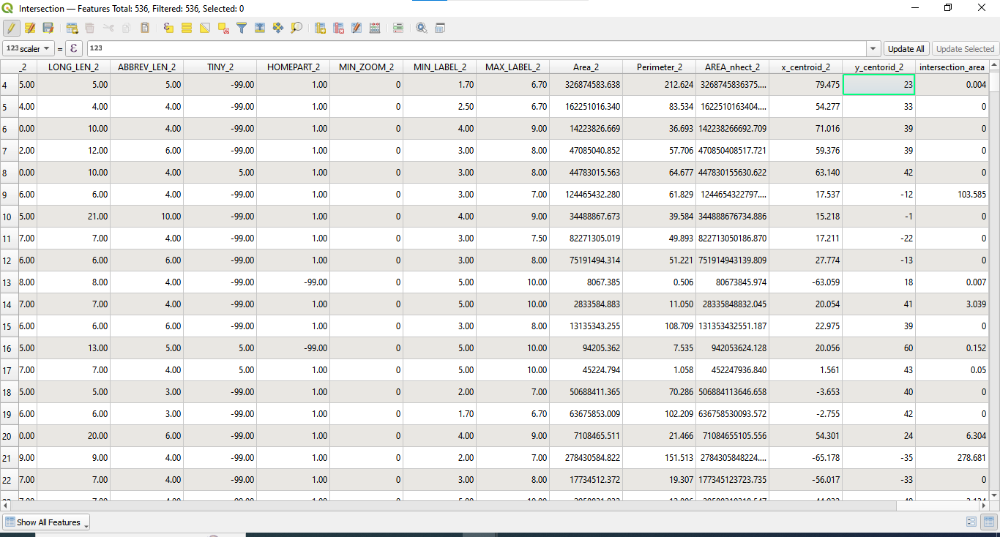 Intersection — Features Total: 536, Filtered: 536, Selected: 0
123 scaler = ε 123 Update All Update Selected
_2 LONG_LEN_2 ABBREV_LEN_2 TINY_2 HOMEPART_2 MIN_ZOOM_2 MIN_LABEL_2 MAX_LABEL_2 Area_2 Perimeter_2 AREA_nhect_2 x_centroid_2 y_centorid_2 intersection_area
4 5.00 5.00 5.00 -99.00 1.00 0 1.70 6.70 326874583.638 212.624 3268745836375.... 79.475 23 0.004
5 4.00 4.00 4.00 -99.00 1.00 0 2.50 6.70 162251016.340 83.534 1622510163404.... 54.277 33 0
6 0.00 10.00 4.00 -99.00 1.00 0 4.00 9.00 14223826.669 36.693 142238266692.709 71.016 39 0
7 2.00 12.00 6.00 -99.00 1.00 0 3.00 8.00 47085040.852 57.706 470850408517.721 59.376 39 0
8 0.00 10.00 4.00 5.00 1.00 0 3.00 8.00 44783015.563 64.677 447830155630.622 63.140 42 0
9 6.00 6.00 4.00 -99.00 1.00 0 3.00 7.00 124465432.280 61.829 1244654322797.... 17.537 -12 103.585
10 5.00 21.00 10.00 -99.00 1.00 0 4.00 9.00 34488867.673 39.584 344888676734.886 15.218 -1 0
11 7.00 7.00 4.00 -99.00 1.00 0 3.00 7.50 82271305.019 49.893 822713050186.870 17.211 -22 0
12 6.00 6.00 6.00 -99.00 1.00 0 3.00 8.00 75191494.314 51.221 751914943139.809 27.774 -13 0
13 8.00 8.00 4.00 -99.00 -99.00 0 5.00 10.00 8067.385 0.506 80673845.974 -63.059 18 0.007
14 7.00 7.00 4.00 -99.00 1.00 0 5.00 10.00 2833584.883 11.050 28335848832.045 20.054 41 3.039
15 6.00 6.00 6.00 -99.00 1.00 0 3.00 8.00 13135343.255 108.709 131353432551.187 22.975 39 0
16 5.00 13.00 5.00 5.00 -99.00 0 5.00 10.00 94205.362 7.535 942053624.128 20.056 60 0.152
17 7.00 7.00 4.00 5.00 1.00 0 5.00 10.00 45224.794 1.058 452247936.840 1.561 43 0.05
18 5.00 5.00 3.00 -99.00 1.00 0 2.00 7.00 50688411.365 70.286 506884113646.658 -3.653 40 0
19 6.00 6.00 3.00 -99.00 1.00 0 1.70 6.70 63675853.009 102.209 636758530093.572 -2.755 42 0
20 0.00 20.00 6.00 -99.00 1.00 0 4.00 9.00 7108465.511 21.466 71084655105.556 54.301 24 6.304
21 9.00 9.00 4.00 -99.00 1.00 0 2.00 7.00 278430584.822 151.513 2784305848224.... -65.178 -35 278.681
22 7.00 7.00 4.00 -99.00 1.00 0 3.00 8.00 17734512.372 19.307 177345123723.735 -56.017 -33 0
Show All Features